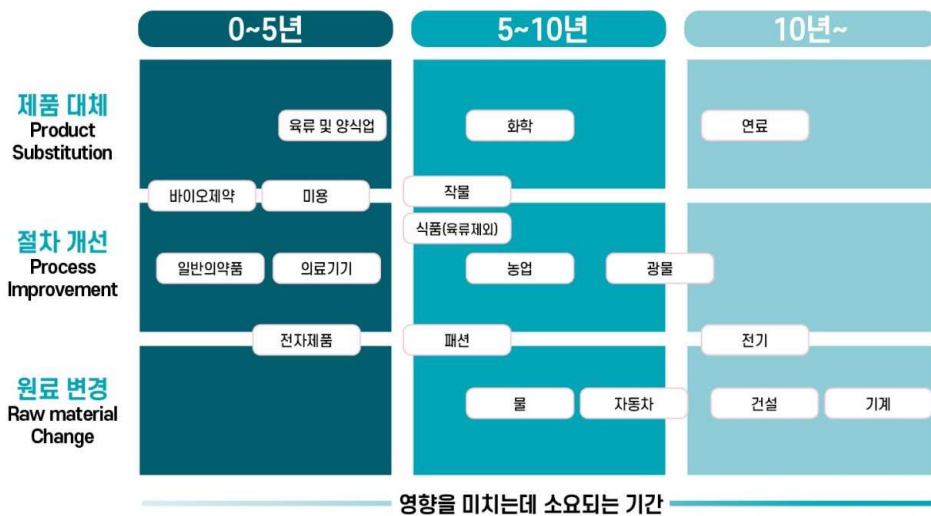 0~5년
5~10년
10년~
제품 대체
Product
Substitution
육류 및 양식업
화학
연료
바이오제약
미용
작물
식품(육류제외)
절차 개선
Process
Improvement
일반의약품
의료기기
농업
광물
전자제품
패션
전기
원료 변경
Raw material
Change
물
자동차
건설
기계
영향을 미치는데 소요되는 기간